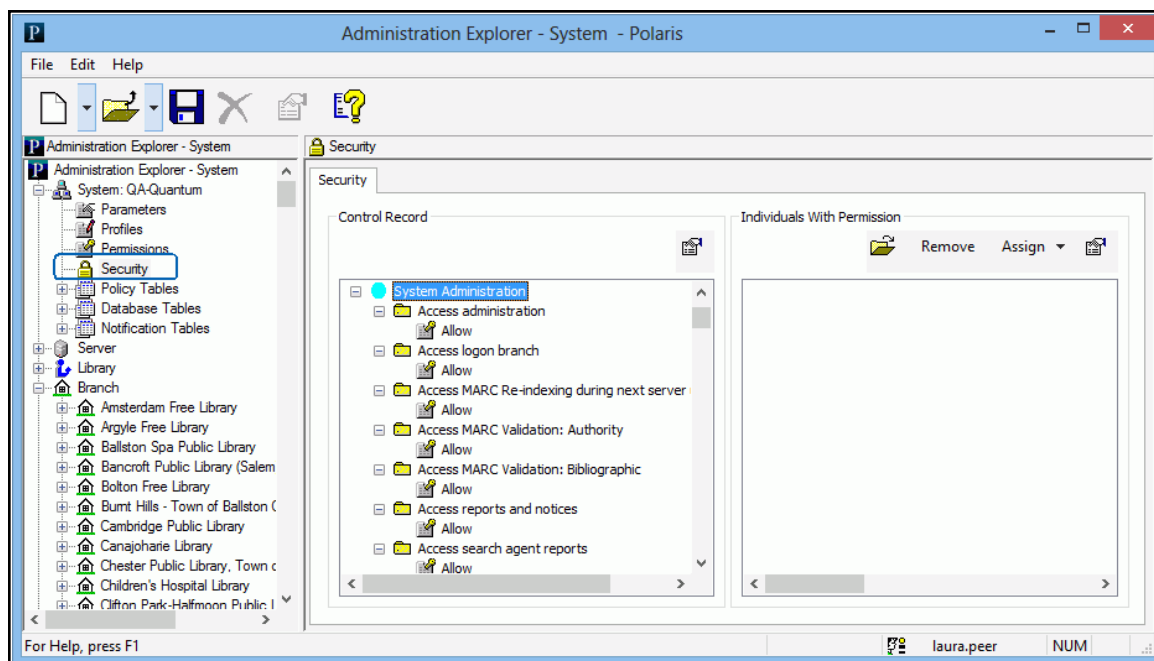 Administration Explorer - System - Polaris
File Edit Help
Administration Explorer - System
Security
Administration Explorer - System
System: QA-Quantum
Parameters
Profiles
Permissions
Security
Policy Tables
Database Tables
Notification Tables
Server
Library
Branch
Amsterdam Free Library
Argyle Free Library
Ballston Spa Public Library
Bancroft Public Library (Salem
Bolton Free Library
Burnt Hills - Town of Ballston
Cambridge Public Library
Canajoharie Library
Chester Public Library, Town
Children's Hospital Library
Clifton Park-Halfmoon Public
Security
Control Record
System Administration
Access administration
Allow
Access logon branch
Allow
Access MARC Re-indexing during next server
Allow
Access MARC Validation: Authority
Allow
Access MARC Validation: Bibliographic
Allow
Access reports and notices
Allow
Access search agent reports
Allow
Individuals With Permission
Remove Assign
For Help, press F1
laura.peer NUM